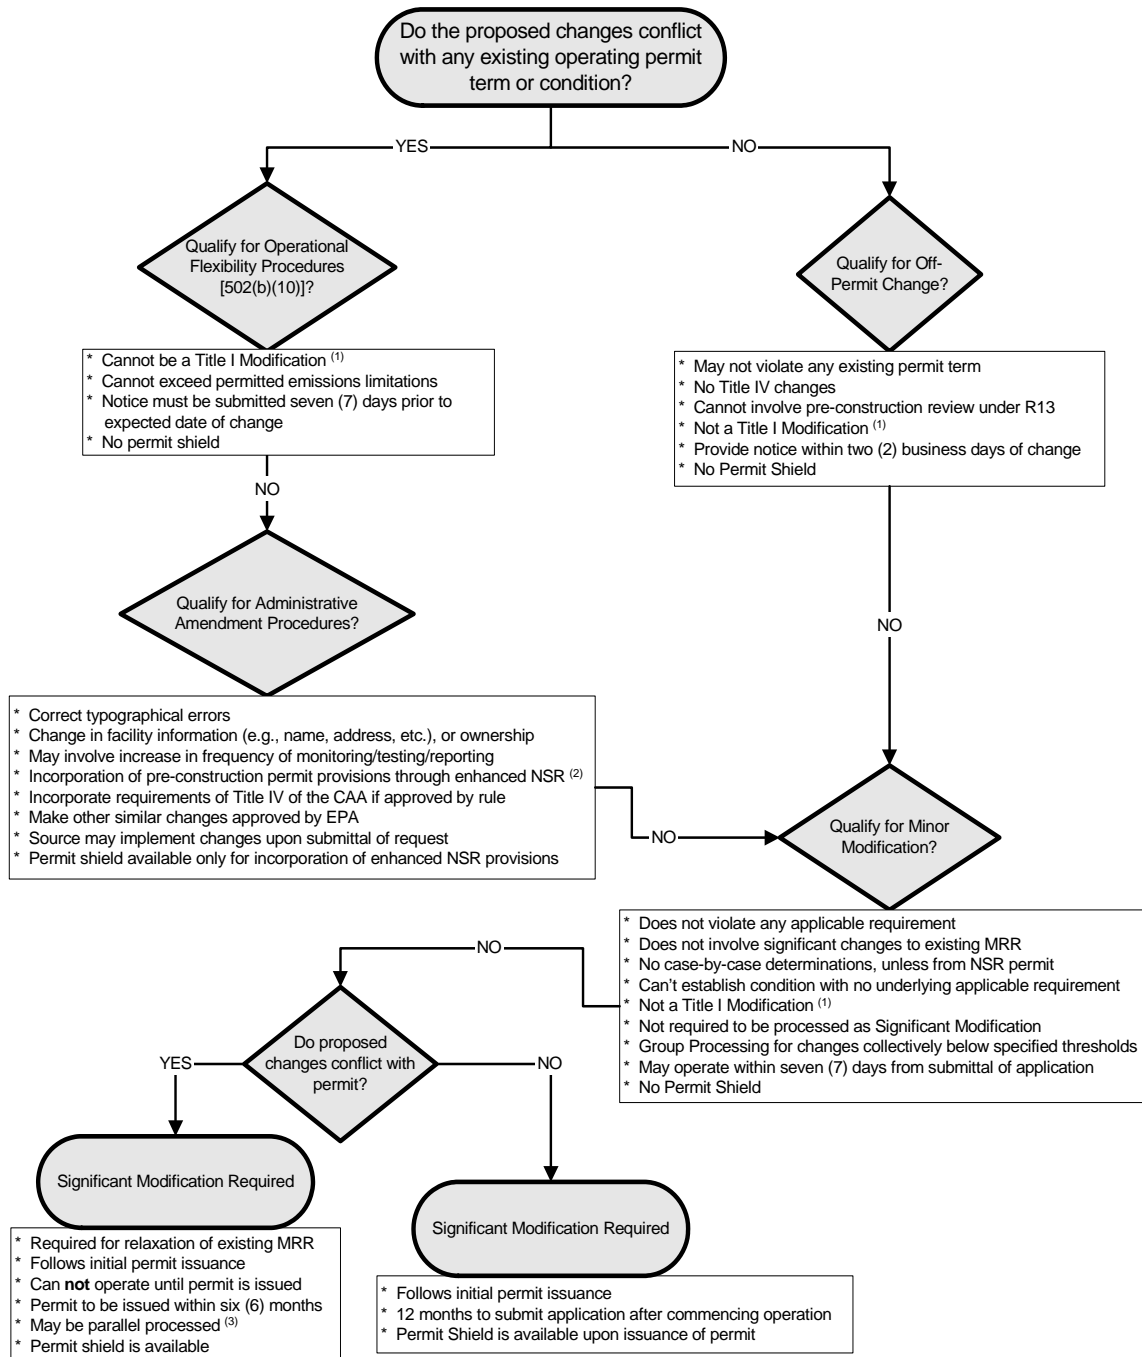 Do the proposed changes conflict
with any existing operating permit
term or condition?
YES
NO
Qualify for Operational
Flexibility Procedures
[502(b)(10)]?
Qualify for Off-
Permit Change?
* Cannot be a Title I Modification (1)
* Cannot exceed permitted emissions limitations
* Notice must be submitted seven (7) days prior to
expected date of change
* No permit shield
* May not violate any existing permit term
* No Title IV changes
* Cannot involve pre-construction review under R13
* Not a Title I Modification (1)
* Provide notice within two (2) business days of change
* No Permit Shield
NO
Qualify for Administrative
Amendment Procedures?
NO
* Correct typographical errors
* Change in facility information (e.g., name, address, etc.), or ownership
* May involve increase in frequency of monitoring/testing/reporting
* Incorporation of pre-construction permit provisions through enhanced NSR (2)
* Incorporate requirements of Title IV of the CAA if approved by rule
* Make other similar changes approved by EPA
* Source may implement changes upon submittal of request
* Permit shield available only for incorporation of enhanced NSR provisions
NO
Qualify for Minor
Modification?
* Does not violate any applicable requirement
* Does not involve significant changes to existing MRR
* No case-by-case determinations, unless from NSR permit
* Can't establish condition with no underlying applicable requirement
* Not a Title I Modification (1)
* Not required to be processed as Significant Modification
* Group Processing for changes collectively below specified thresholds
* May operate within seven (7) days from submittal of application
* No Permit Shield
NO
Do proposed
changes conflict with
permit?
YES
NO
Significant Modification Required
* Required for relaxation of existing MRR
* Follows initial permit issuance
* Can not operate until permit is issued
* Permit to be issued within six (6) months
* May be parallel processed (3)
* Permit shield is available
Significant Modification Required
* Follows initial permit issuance
* 12 months to submit application after commencing operation
* Permit Shield is available upon issuance of permit